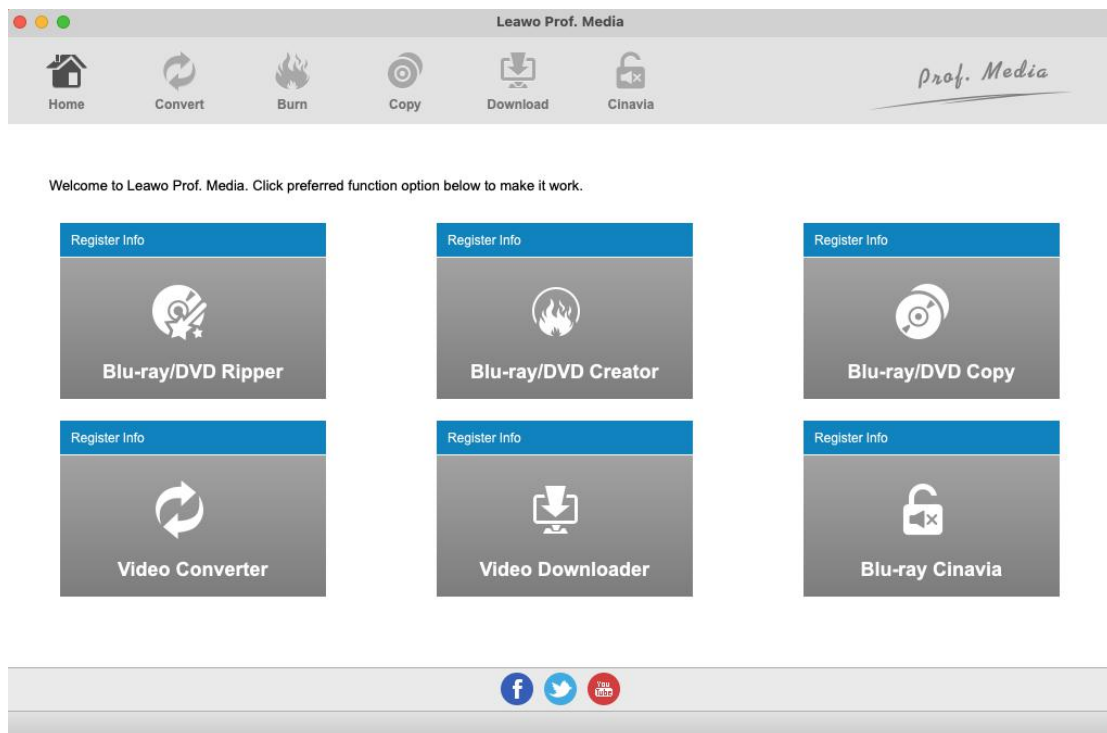 Leawo Prof. Media
Home Convert Burn Copy Download Cinavia
Prof. Media
Welcome to Leawo Prof. Media. Click preferred function option below to make it work.
Register Info Register Info Register Info
Blu-ray/DVD Ripper Blu-ray/DVD Creator Blu-ray/DVD Copy
Register Info Register Info Register Info
Video Converter Video Downloader Blu-ray Cinavia
f You
Tube